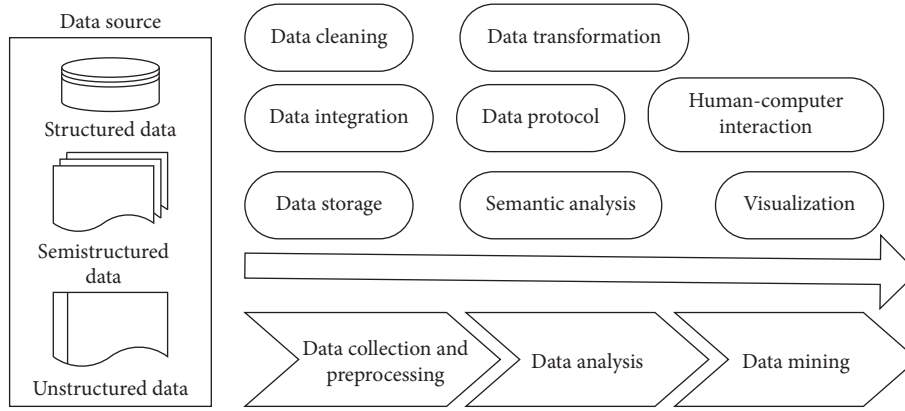 Data source
Structured data
Semistructured
data
Unstructured data
Data cleaning
Data transformation
Data integration
Data protocol
Human-computer
interaction
Data storage
Semantic analysis
Visualization
Data collection and
preprocessing
Data analysis
Data mining